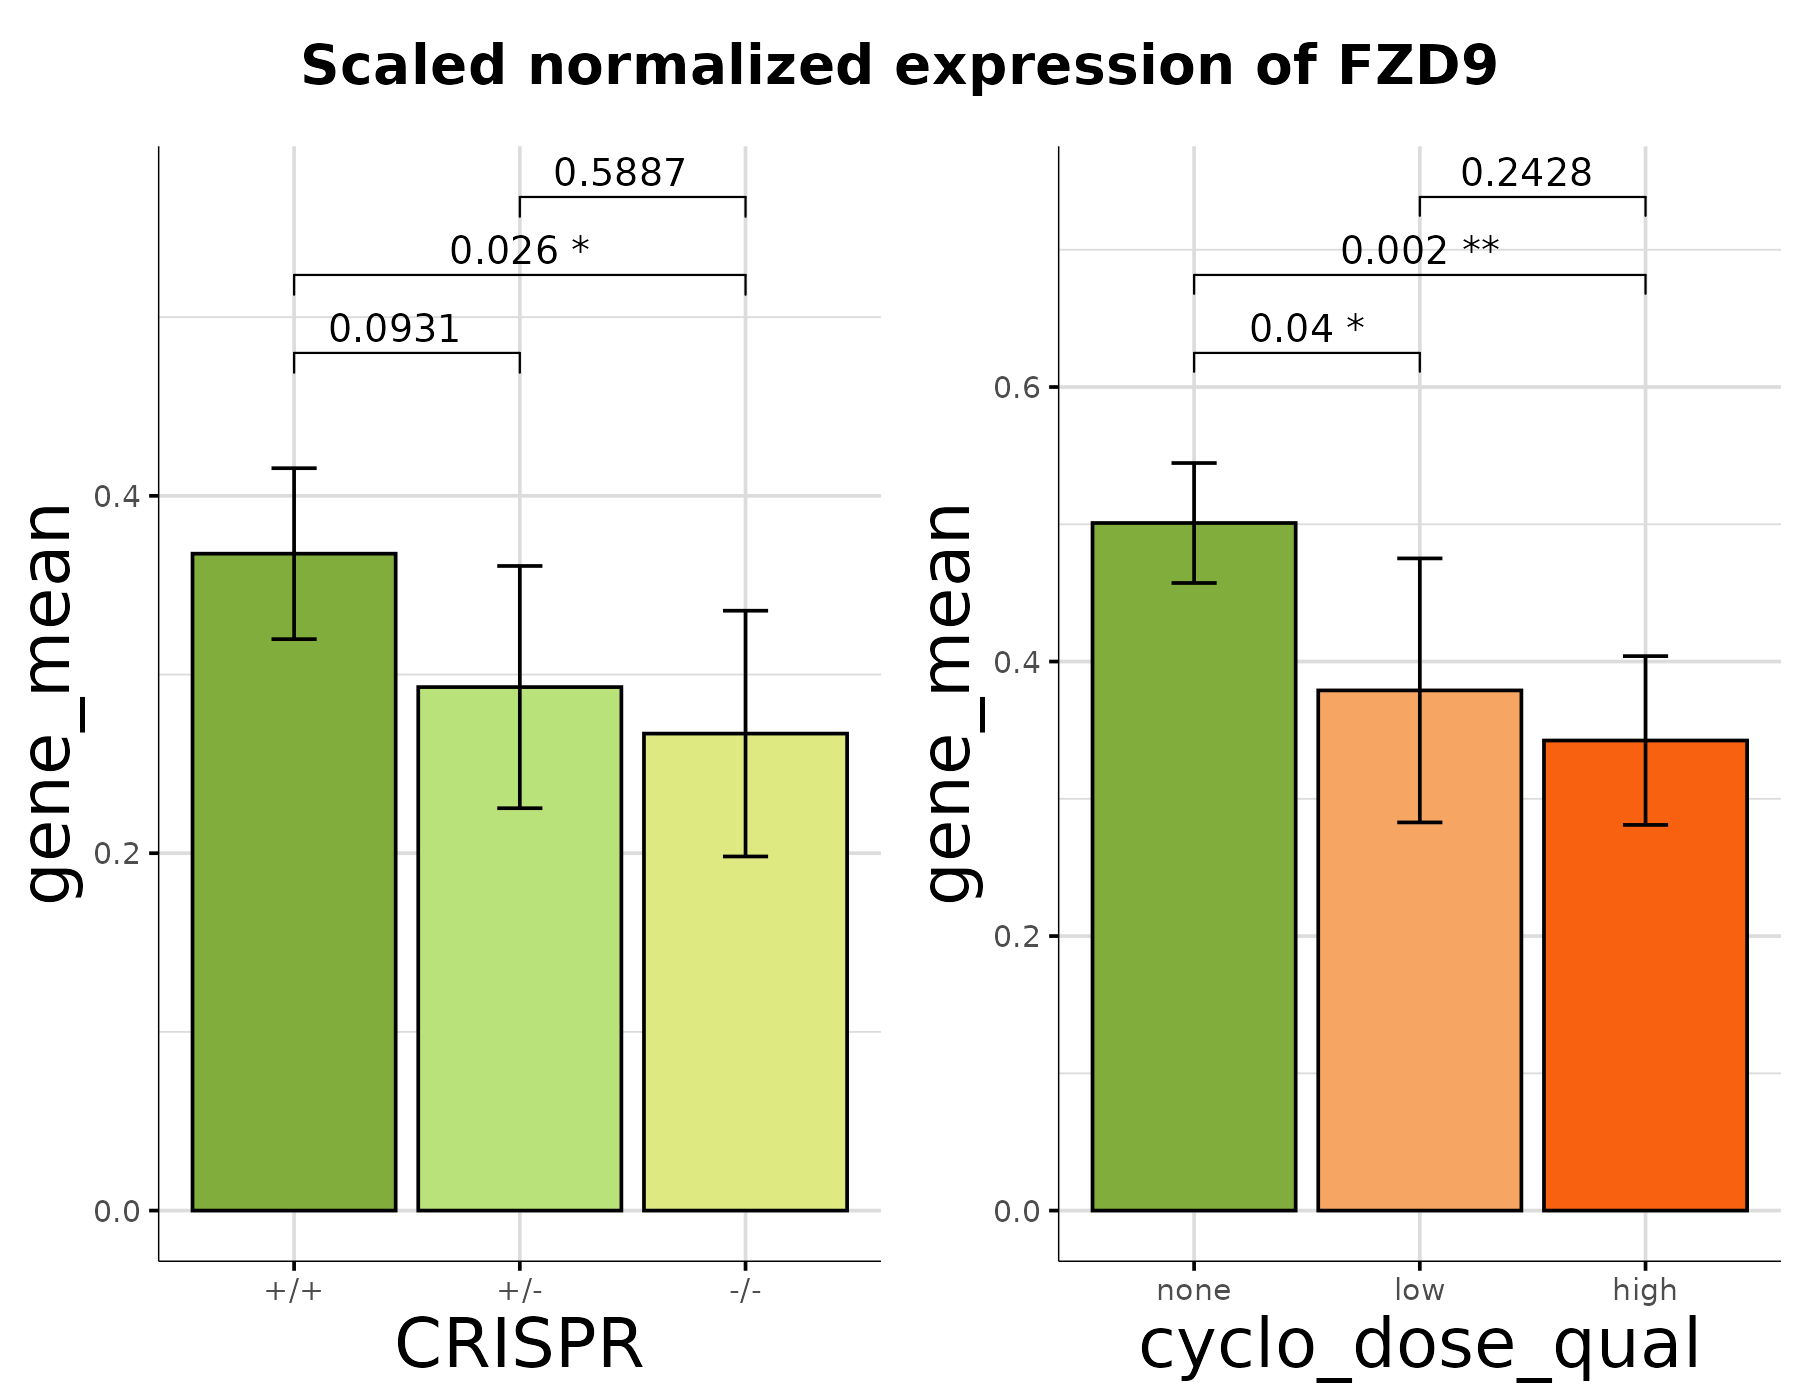 Scaled normalized expression of FZD9
0.5887
0.026 *
0.0931
0.4
0.2
0.0
gene_mean
+/+ +/- -/-
CRISPR
0.2428
0.002 **
0.04 *
0.6
0.4
0.2
0.0
gene_mean
none low high
cyclo_dose_qual